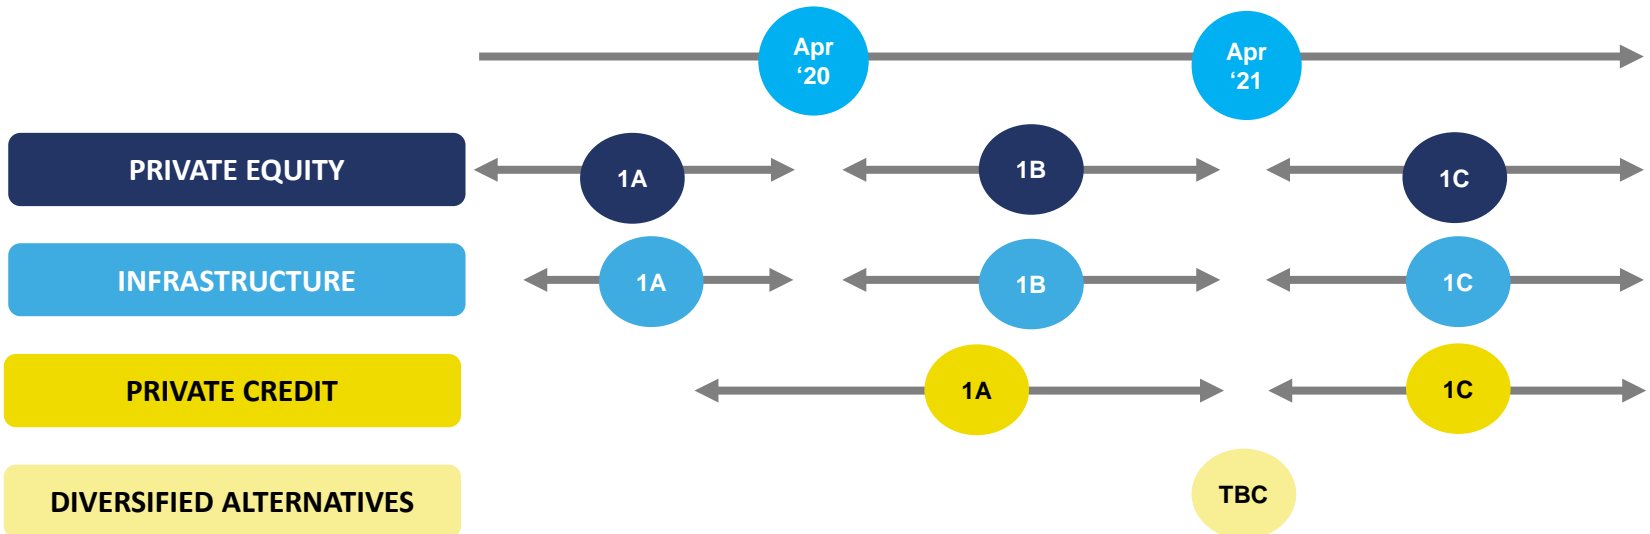 Apr
‘20
Apr
‘21
PRIVATE EQUITY
1A
1B
1C
INFRASTRUCTURE
1A
1B
1C
PRIVATE CREDIT
1A
1C
DIVERSIFIED ALTERNATIVES
TBC